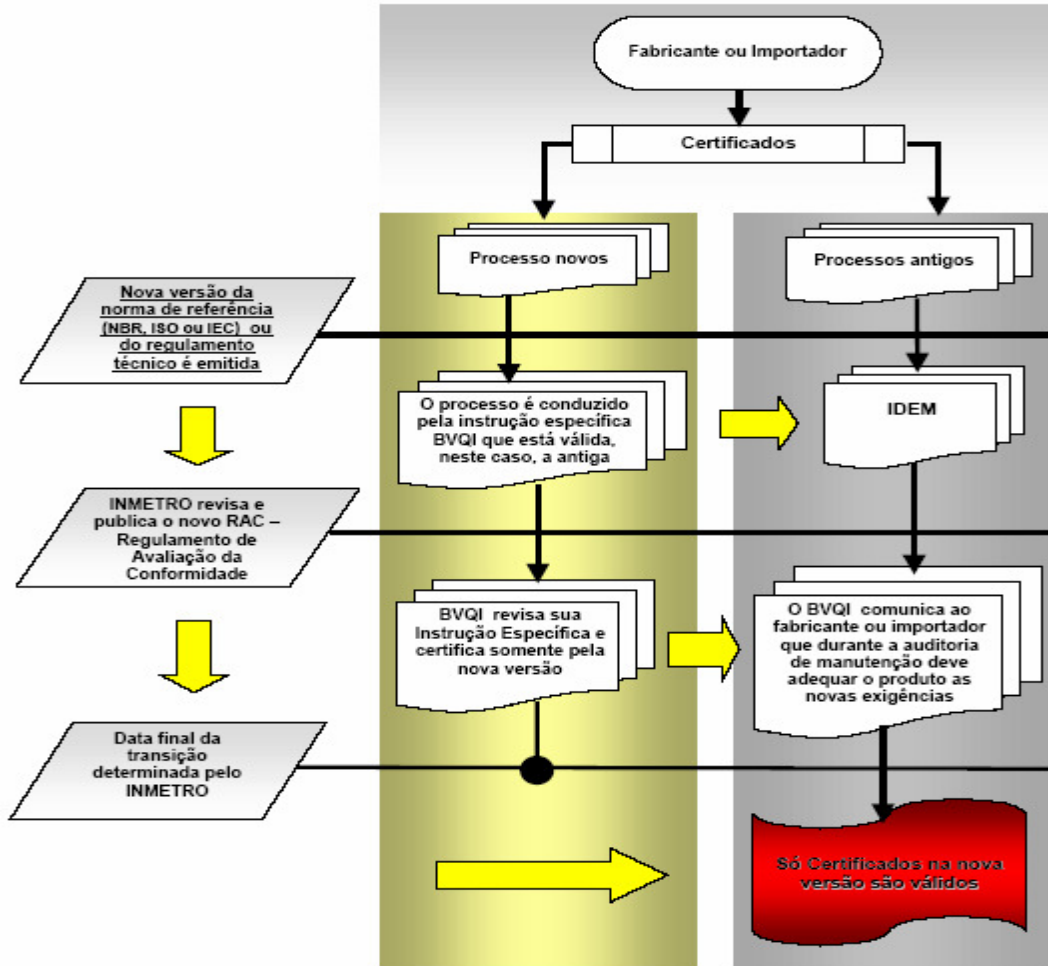 Fabricante ou Importador
Certificados
Processo novos
Processos antigos
Nova versão da
norma de referência
(NBR, ISO ou IEC) ou
do regulamento
técnico é emitida
O processo é conduzido
pela instrução específica
BVQI que está válida,
neste caso, a antiga
IDEM
INMETRO revisa e
publica o novo RAC –
Regulamento de
Avaliação da
Conformidade
BVQI revisa sua
Instrução Específica e
certifica somente pela
nova versão
O BVQI comunica ao
fabricante ou importador
que durante a auditoria
de manutenção deve
adequar o produto as
novas exigências
Data final da
transição
determinada pelo
INMETRO
Só Certificados na nova
versão são válidos